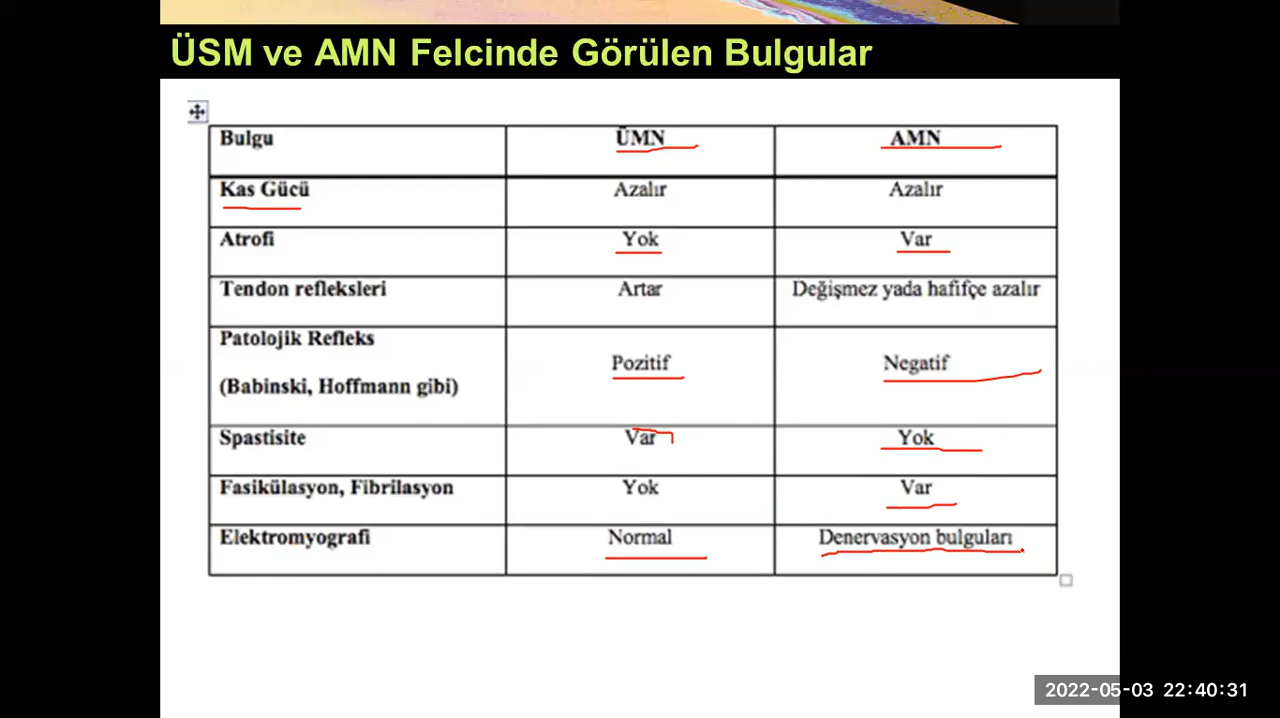 ÜSM ve AMN Felcinde Görülen Bulgular
Bulgu ÜMN AMN
Kas Gücü Azalır Azalır
Atrofi Yok Var
Tendon refleksleri Artar Değişmez yada hafifçe azalır
Patolojik Refleks
(Babinski, Hoffmann gibi) Pozitif Negatif
Spastisite Var Yok
Fasikülasyon, Fibrilasyon Yok Var
Elektromyografi Normal Denervasyon bulguları
2022-05-03 22:40:31